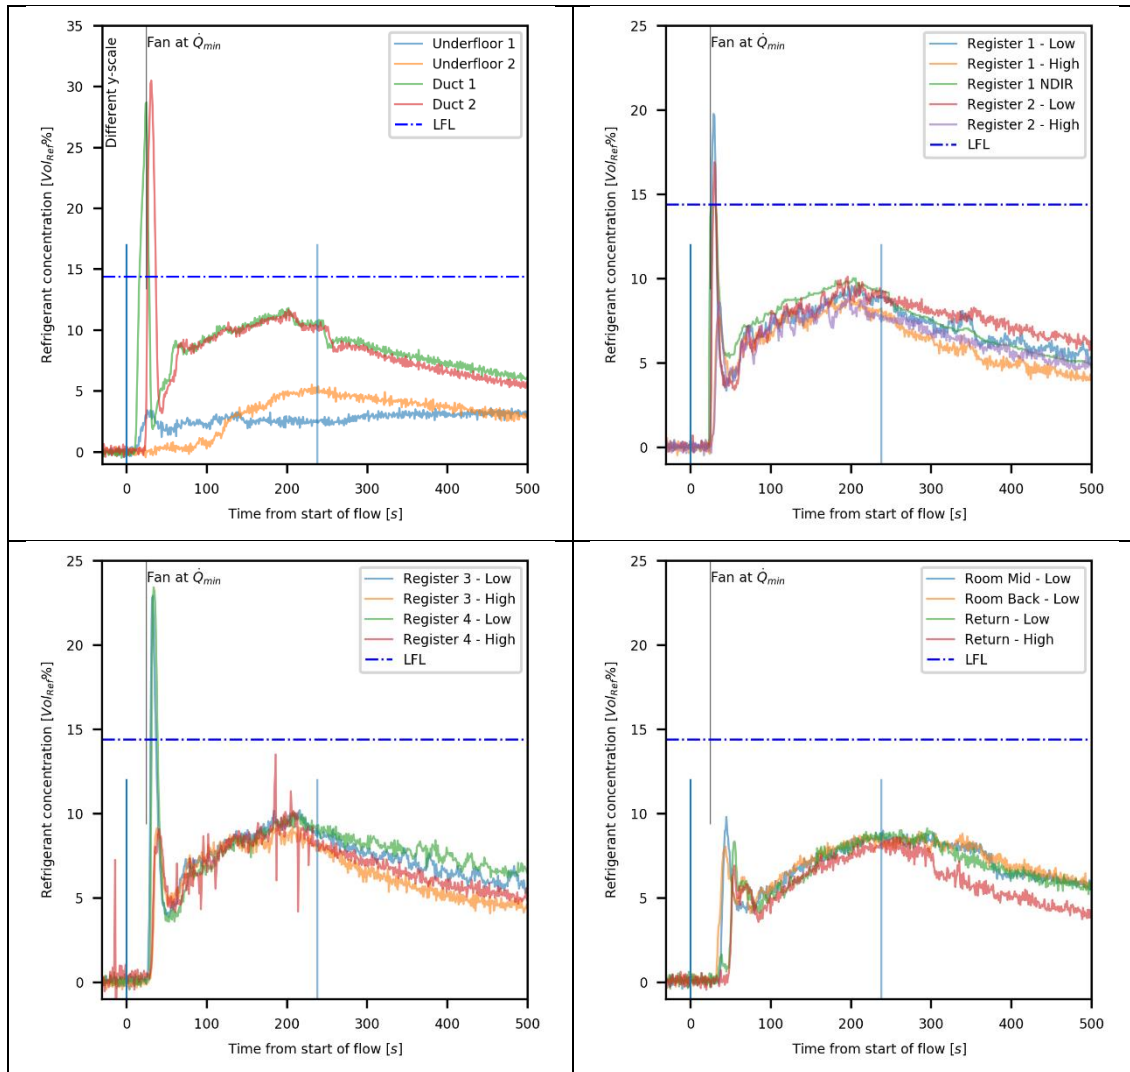 Different y-scale
Fan at Q̇min
Underfloor 1
Underfloor 2
Duct 1
Duct 2
LFL
35
30
25
20
15
10
5
0
Refrigerant concentration [VolRef%]
0 100 200 300 400 500
Time from start of flow [s]
Fan at Q̇min
Register 1 - Low
Register 1 - High
Register 1 NDIR
Register 2 - Low
Register 2 - High
LFL
25
20
15
10
5
0
Refrigerant concentration [VolRef%]
0 100 200 300 400 500
Time from start of flow [s]
Fan at Q̇min
Register 3 - Low
Register 3 - High
Register 4 - Low
Register 4 - High
LFL
25
20
15
10
5
0
Refrigerant concentration [VolRef%]
0 100 200 300 400 500
Time from start of flow [s]
Fan at Q̇min
Room Mid - Low
Room Back - Low
Return - Low
Return - High
LFL
25
20
15
10
5
0
Refrigerant concentration [VolRef%]
0 100 200 300 400 500
Time from start of flow [s]